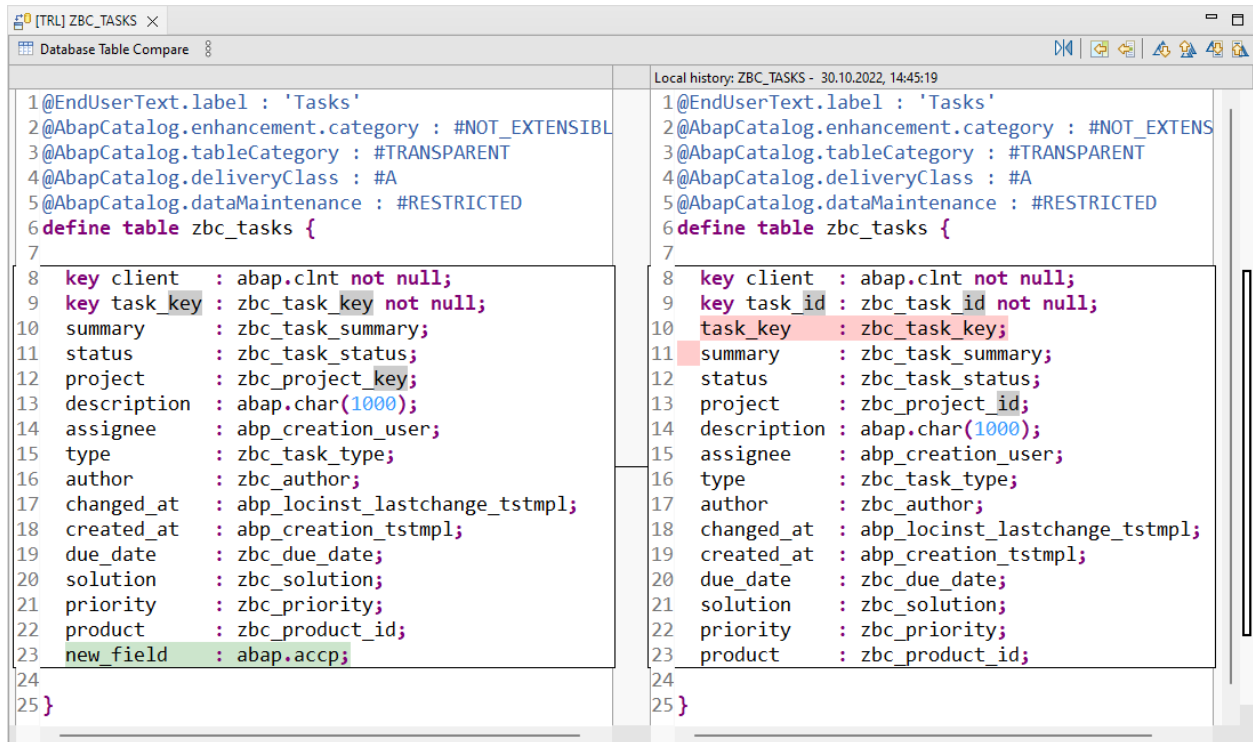 [TRL] ZBC_TASKS
Database Table Compare
Local history: ZBC_TASKS - 30.10.2022, 14:45:19
1@EndUserText.label : 'Tasks'
2@AbapCatalog.enhancement.category : #NOT_EXTENSIBL
3@AbapCatalog.tableCategory : #TRANSPARENT
4@AbapCatalog.deliveryClass : #A
5@AbapCatalog.dataMaintenance : #RESTRICTED
6define table zbc_tasks {
7
8 key client : abap.clnt not null;
9 key task_key : zbc_task_key not null;
10 summary : zbc_task_summary;
11 status : zbc_task_status;
12 project : zbc_project_key;
13 description : abap.char(1000);
14 assignee : abp_creation_user;
15 type : zbc_task_type;
16 author : zbc_author;
17 changed_at : abp_locinst_lastchange_tstmpl;
18 created_at : abp_creation_tstmpl;
19 due_date : zbc_due_date;
20 solution : zbc_solution;
21 priority : zbc_priority;
22 product : zbc_product_id;
23 new_field : abap.accp;
24
25}
1@EndUserText.label : 'Tasks'
2@AbapCatalog.enhancement.category : #NOT_EXTENS
3@AbapCatalog.tableCategory : #TRANSPARENT
4@AbapCatalog.deliveryClass : #A
5@AbapCatalog.dataMaintenance : #RESTRICTED
6define table zbc_tasks {
7
8 key client : abap.clnt not null;
9 key task_id : zbc_task_id not null;
10 task_key : zbc_task_key;
11 summary : zbc_task_summary;
12 status : zbc_task_status;
13 project : zbc_project_id;
14 description : abap.char(1000);
15 assignee : abp_creation_user;
16 type : zbc_task_type;
17 author : zbc_author;
18 changed_at : abp_locinst_lastchange_tstmpl;
19 created_at : abp_creation_tstmpl;
20 due_date : zbc_due_date;
21 solution : zbc_solution;
22 priority : zbc_priority;
23 product : zbc_product_id;
24
25}